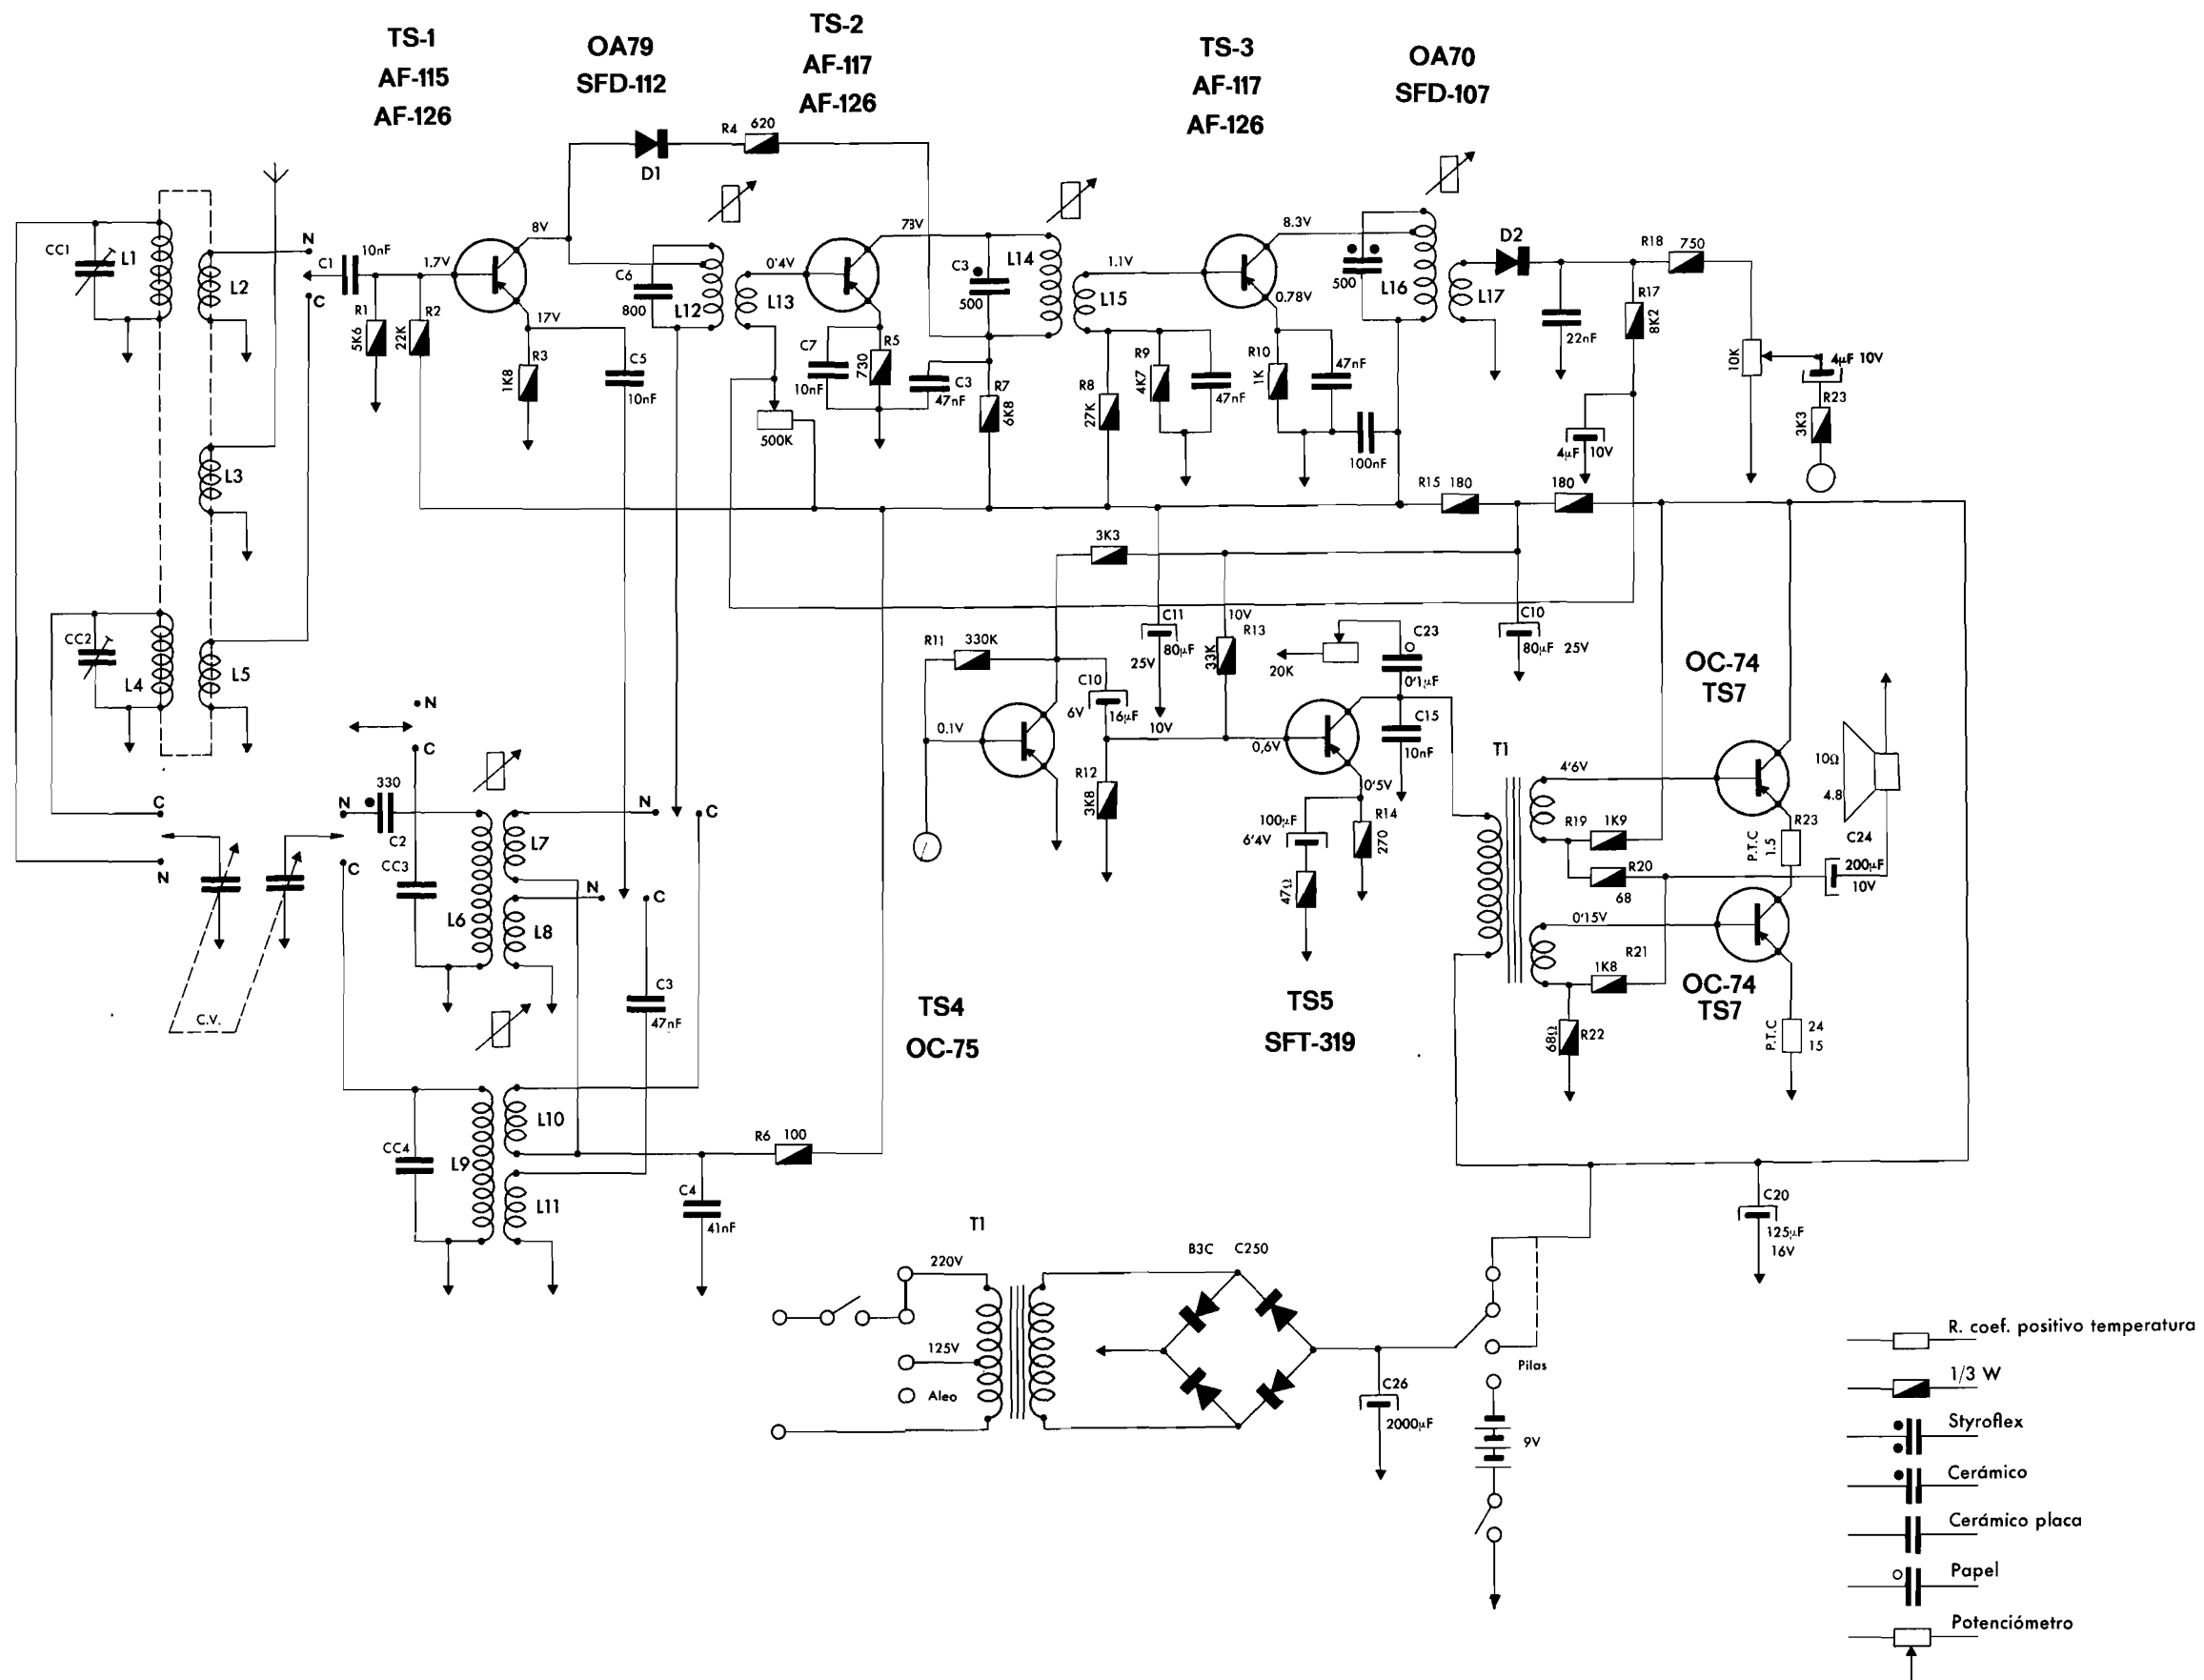 TS-1
AF-115
AF-126
OA79
SFD-112
TS-2
AF-117
AF-126
TS-3
AF-117
AF-126
OA70
SFD-107
R4 620
D1
CC1
L1
L2
N
C
C1
10nF
1.7V
8V
R1
5K6
R2
22K
17V
R3
1K8
C5
10nF
C6
800
L12
L13
0'4V
78V
C7
10nF
R5
730
C3
47nF
500K
C3
500
L14
L15
1.1V
R7
6K8
R8
27K
R9
4K7
47nF
8.3V
0.78V
R10
1K
47nF
100nF
500
L16
L17
D2
22nF
R18 750
R17
8K2
10K
4µF 10V
R23
3K3
4µF 10V
L3
R15 180
180
3K3
CC2
L4
L5
R11 330K
C10
6V
16µF
0.1V
R12
3K8
C11
80µF
25V
10V
10V
R13
33K
20K
C23
0'1µF
C15
10nF
0,6V
0'5V
100µF
6'4V
47Ω
R14
270
C10
80µF 25V
OC-74
TS7
T1
4'6V
R19 1K9
R20
68
0'15V
R21
1K8
68Ω
R22
R23
P.T.C
1.5
OC-74
TS7
P.T.C
24
15
10Ω
4.8
C24
200µF
10V
N
C
330
C2
N
C
C
N
C.V.
CC3
L6
L7
L8
N
C
N
C
C3
47nF
CC4
L9
L10
L11
C4
41nF
R6 100
TS4
OC-75
TS5
SFT-319
C20
125µF
16V
T1
220V
125V
Aleo
B3C C250
C26
2000µF
Pilas
9V
R. coef. positivo temperatura
1/3 W
Styroflex
Cerámico
Cerámico placa
Papel
Potenciómetro